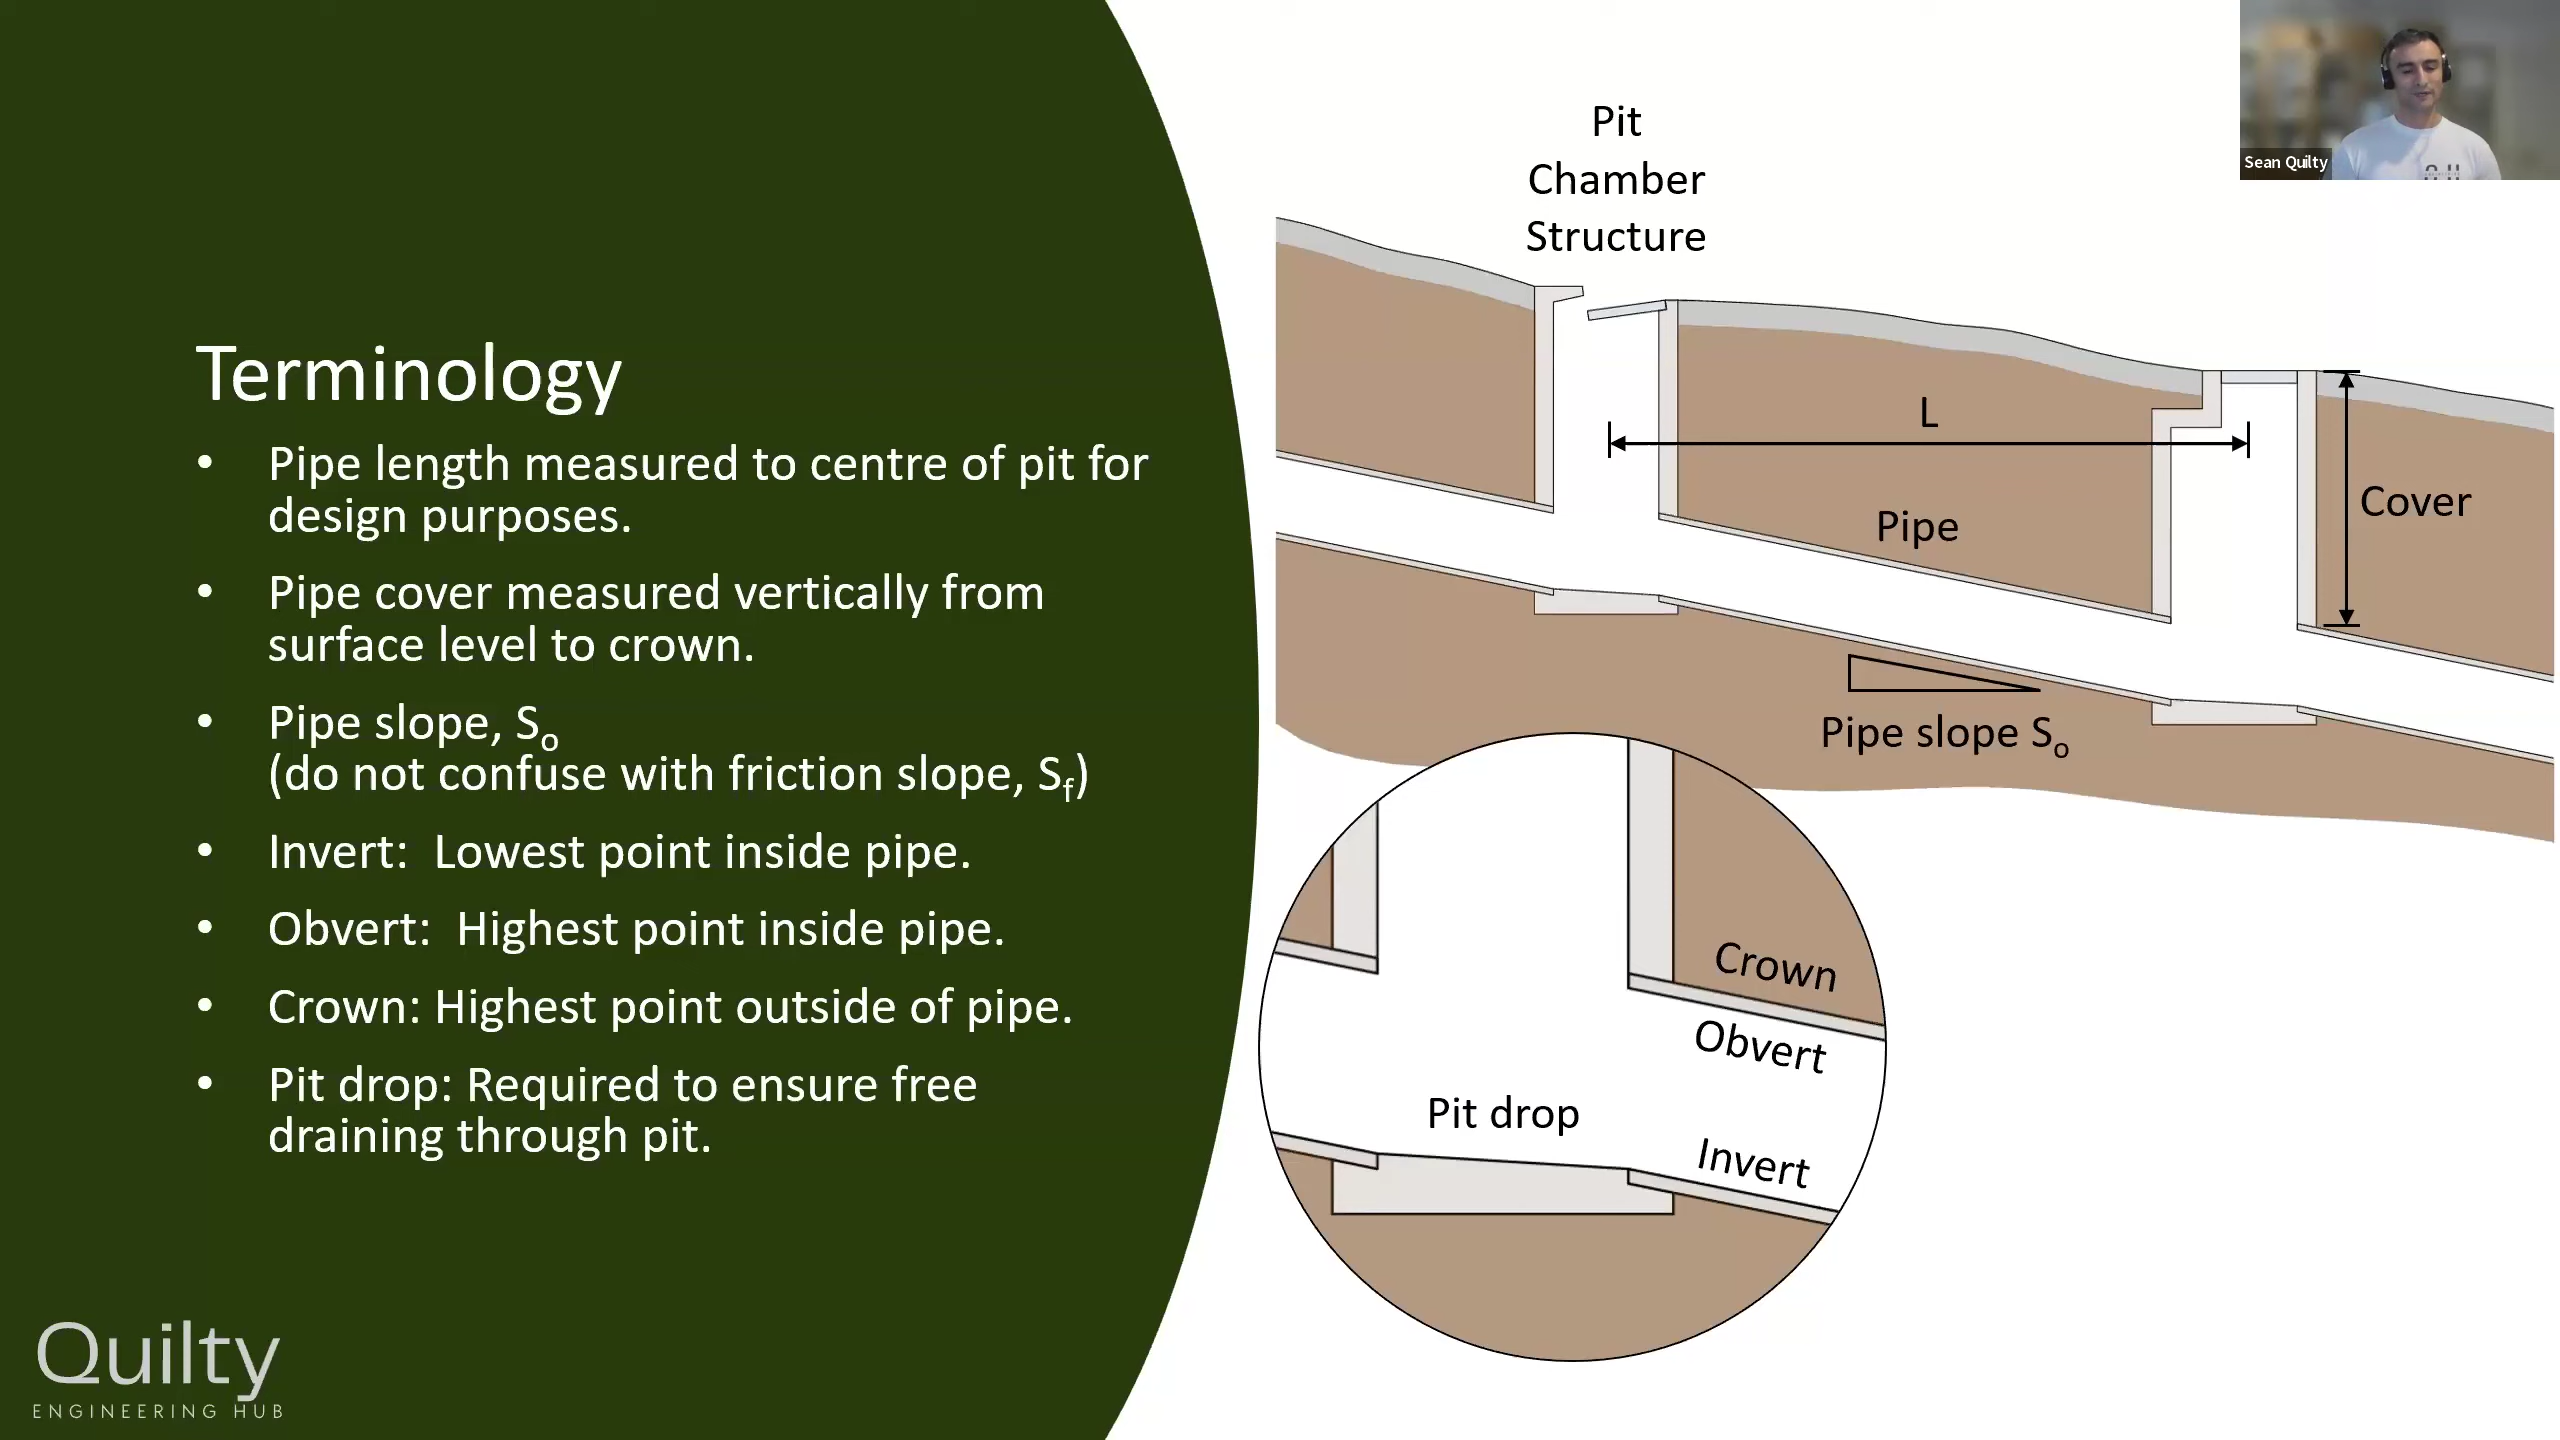 Terminology
• Pipe length measured to centre of pit for
design purposes.
• Pipe cover measured vertically from
surface level to crown.
• Pipe slope, So
(do not confuse with friction slope, Sf)
• Invert:  Lowest point inside pipe.
• Obvert:  Highest point inside pipe.
• Crown: Highest point outside of pipe.
• Pit drop: Required to ensure free
draining through pit.
Quilty
ENGINEERING HUB
Pit
Chamber
Structure
L
Pipe
Cover
Pipe slope So
Crown
Obvert
Pit drop
Invert
Sean Quilty